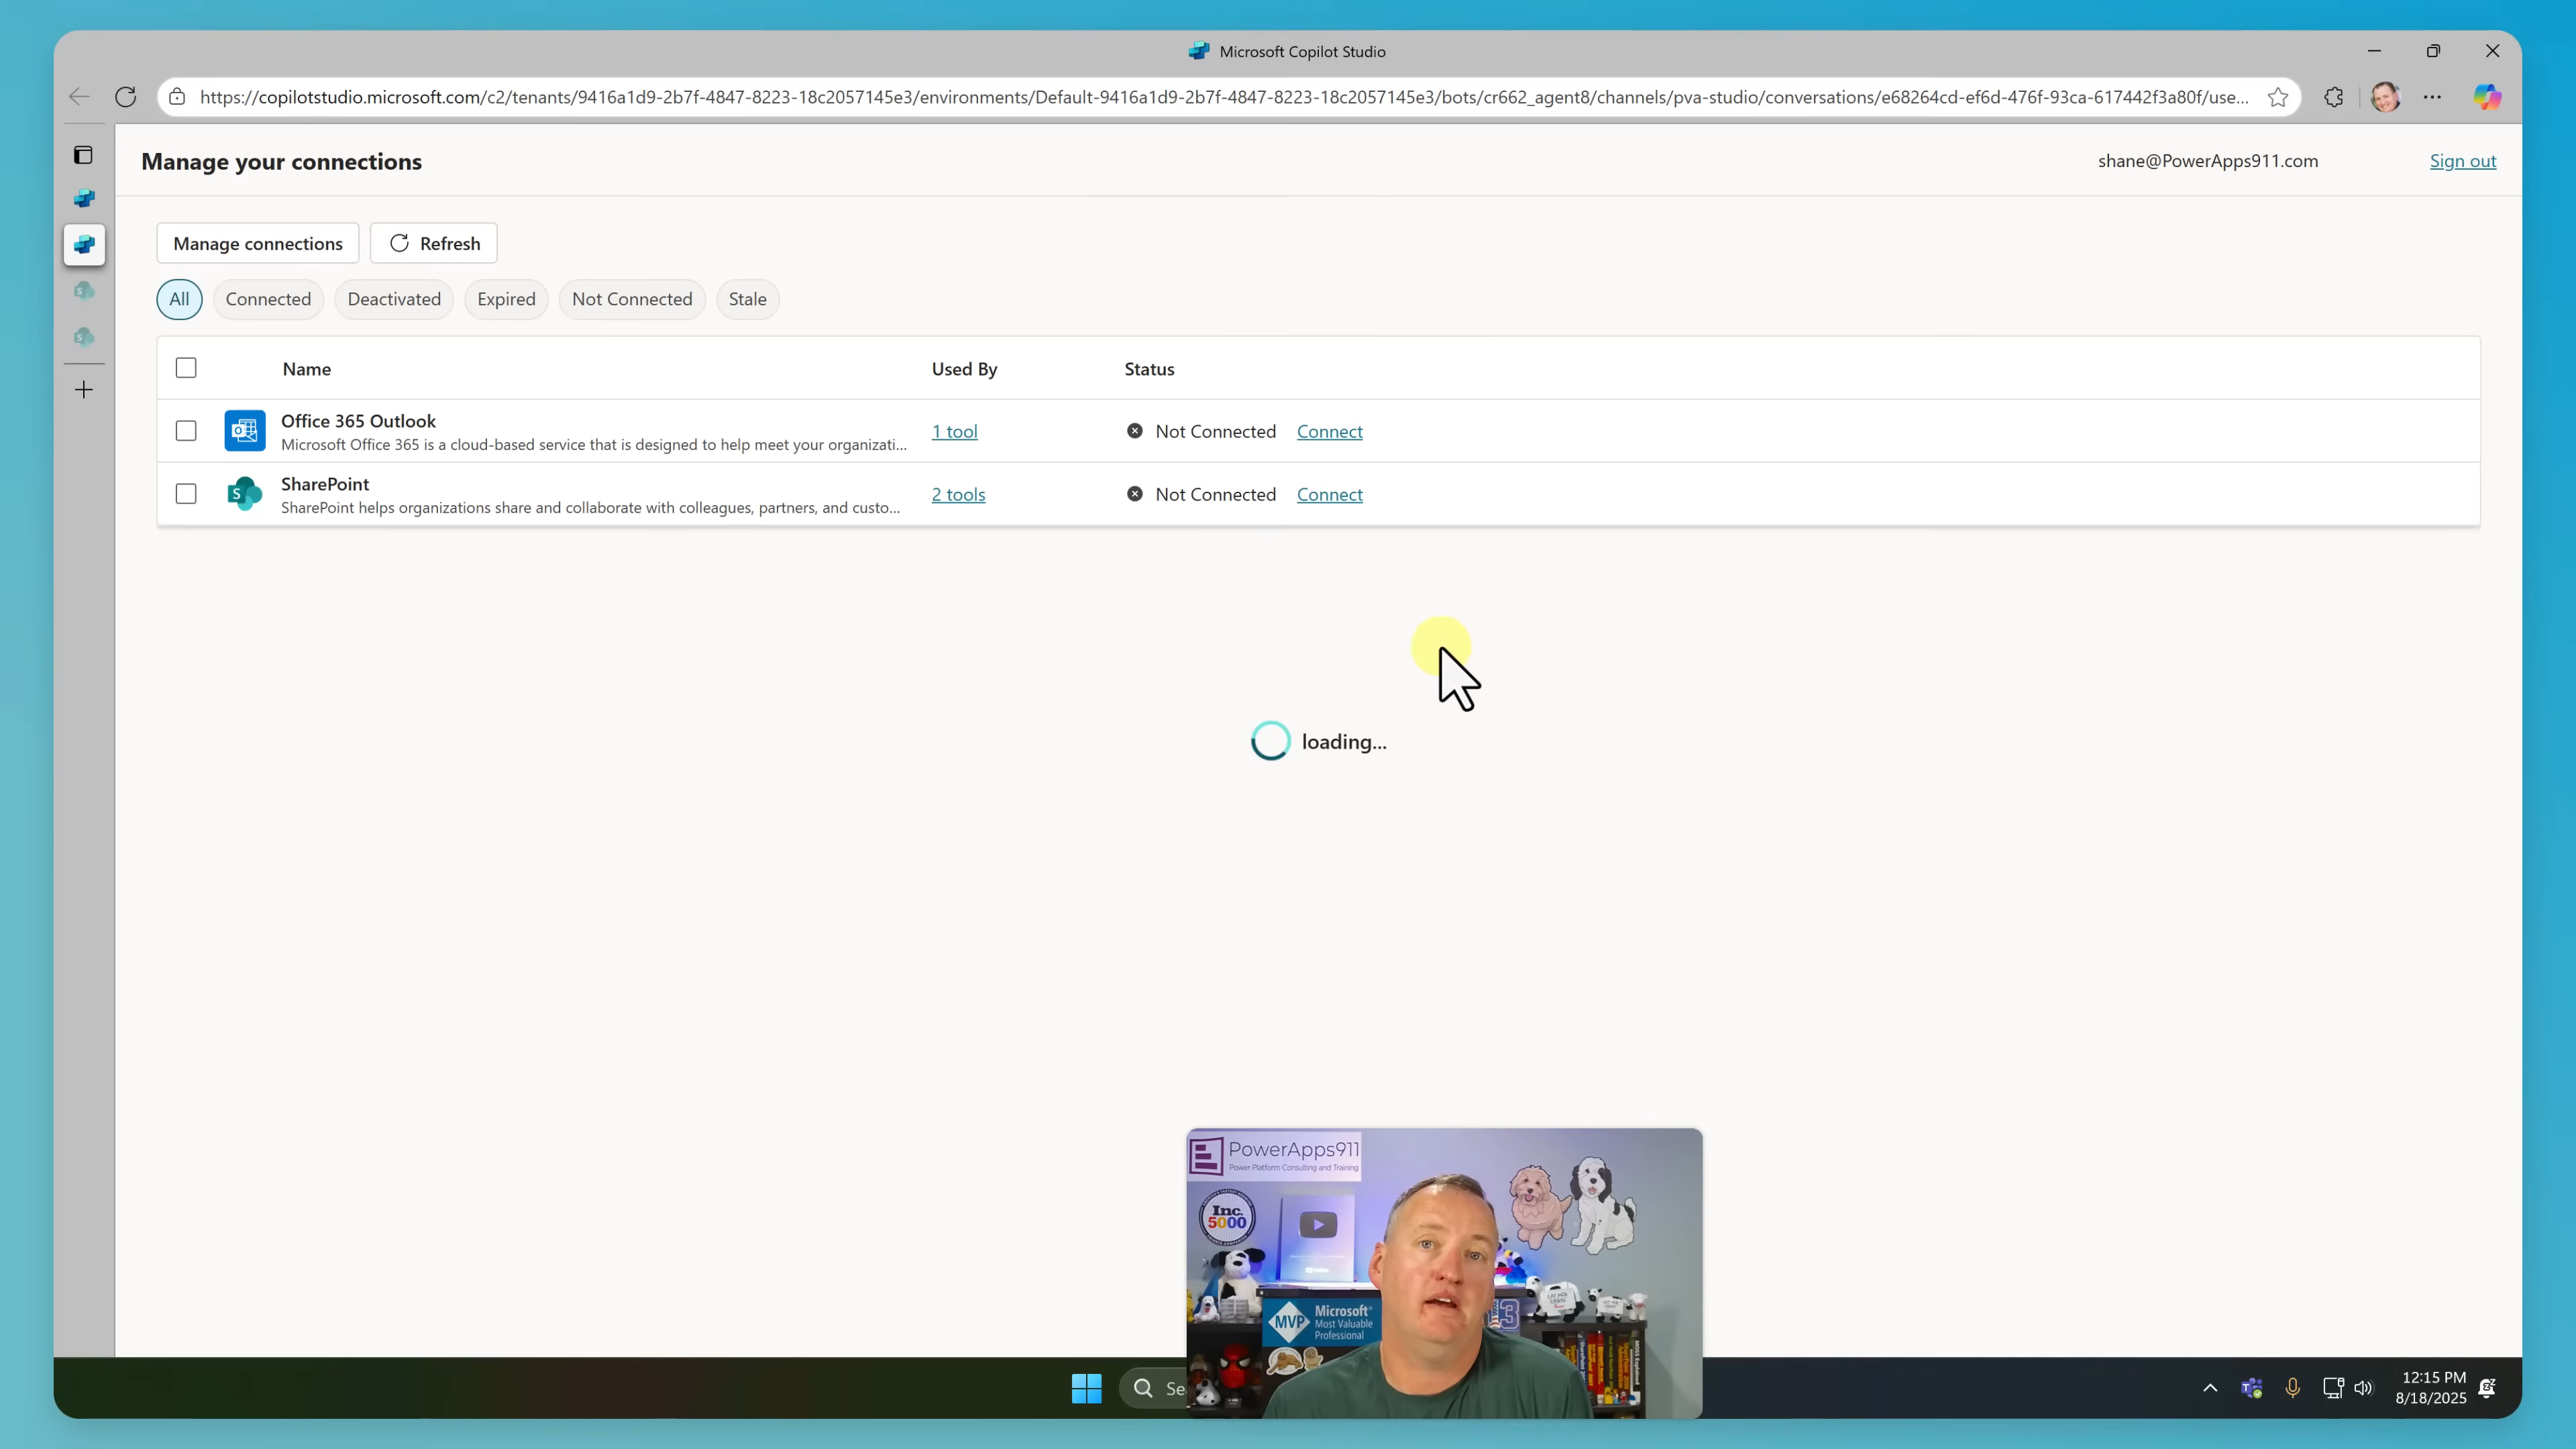 Microsoft Copilot Studio
https://copilotstudio.microsoft.com/c2/tenants/9416a1d9-2b7f-4847-8223-18c2057145e3/environments/Default-9416a1d9-2b7f-4847-8223-18c2057145e3/bots/cr662_agent8/channels/pva-studio/conversations/e68264cd-ef6d-476f-93ca-617442f3a80f/use...
Manage your connections
shane@PowerApps911.com
Sign out
Manage connections
Refresh
All
Connected
Deactivated
Expired
Not Connected
Stale
Name
Used By
Status
Office 365 Outlook
Microsoft Office 365 is a cloud-based service that is designed to help meet your organizati...
1 tool
Not Connected
Connect
SharePoint
SharePoint helps organizations share and collaborate with colleagues, partners, and custo...
2 tools
Not Connected
Connect
loading...
PowerApps911
Power Platform Consulting and Training
Inc.
5000
MVP
Microsoft®
Most Valuable
Professional
Se
12:15 PM
8/18/2025